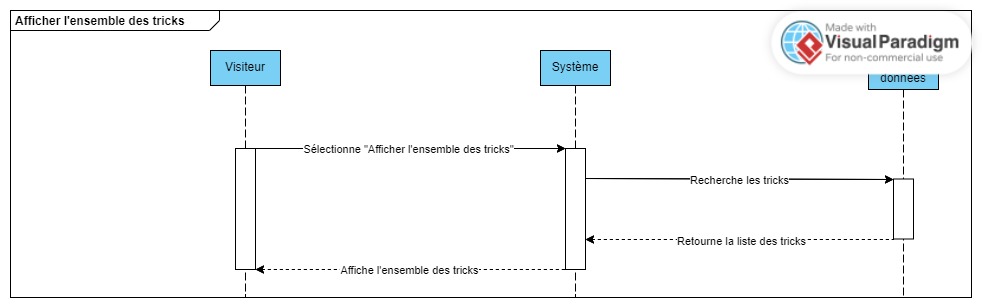 Afficher l'ensemble des tricks
Made with
Visual Paradigm
For non-commercial use
Visiteur
Système
données
Sélectionne "Afficher l'ensemble des tricks"
Recherche les tricks
Retourne la liste des tricks
Affiche l'ensemble des tricks